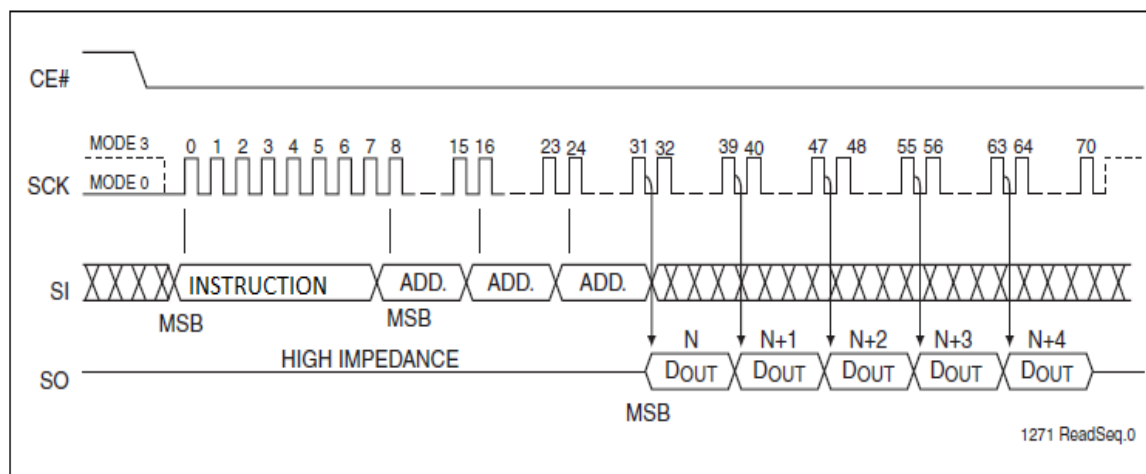 CE#
MODE 3
0 1 2 3 4 5 6 7 8 15 16 23 24 31 32 39 40 47 48 55 56 63 64 70
SCK
MODE 0
SI
INSTRUCTION ADD. ADD. ADD.
MSB MSB
N N+1 N+2 N+3 N+4
HIGH IMPEDANCE
SO
DOUT DOUT DOUT DOUT DOUT
MSB
1271 ReadSeq.0